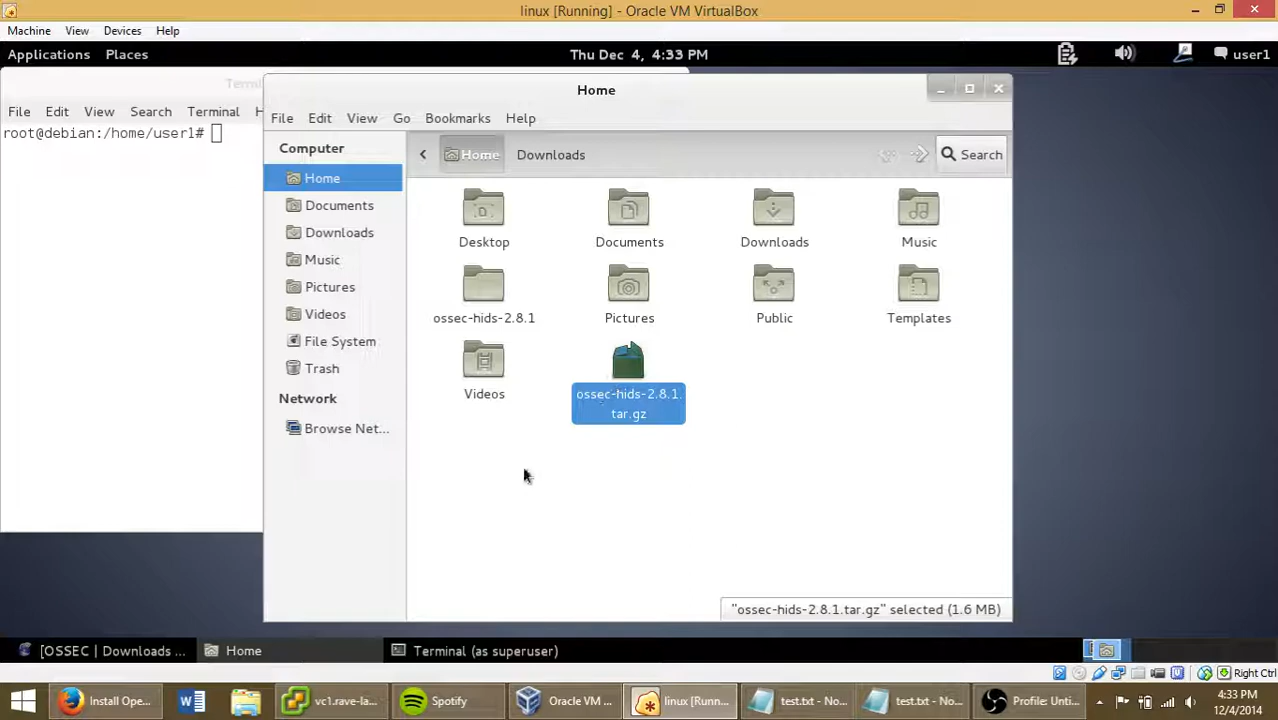 linux [Running] - Oracle VM VirtualBox
Machine View Devices Help
Applications Places Thu Dec 4, 4:33 PM user1
Home
File Edit View Search Terminal
File Edit View Go Bookmarks Help
root@debian:/home/user1#
Computer
Home
Documents
Downloads
Music
Pictures
Videos
File System
Trash
Network
Browse Net...
Home Downloads Search
Desktop Documents Downloads Music
ossec-hids-2.8.1 Pictures Public Templates
Videos ossec-hids-2.8.1.
tar.gz
"ossec-hids-2.8.1.tar.gz" selected (1.6 MB)
[OSSEC | Downloads ... Home Terminal (as superuser)
Right Ctrl
Install Ope... vc1.rave-la... Spotify Oracle VM ... linux [Runn... test.txt - No... test.txt - No... Profile: Unti...
4:33 PM
12/4/2014